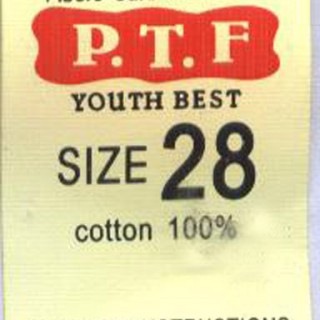 P.T.F
YOUTH BEST
SIZE 28
cotton 100%